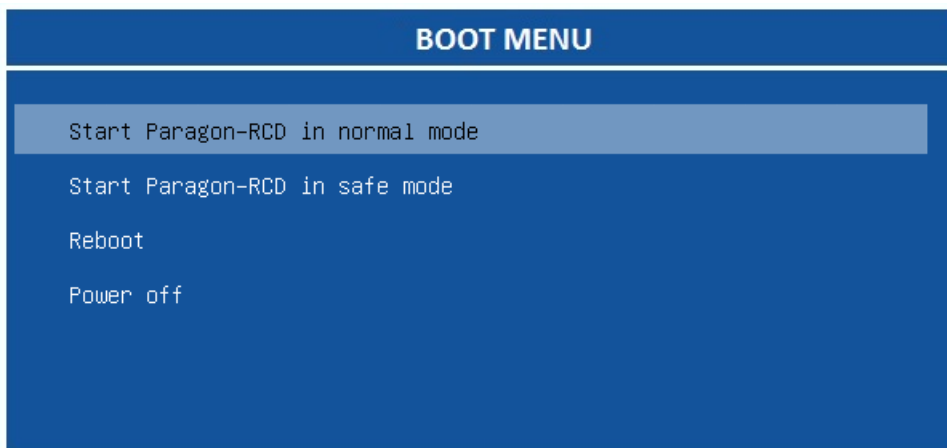 BOOT MENU
Start Paragon-RCD in normal mode
Start Paragon-RCD in safe mode
Reboot
Power off